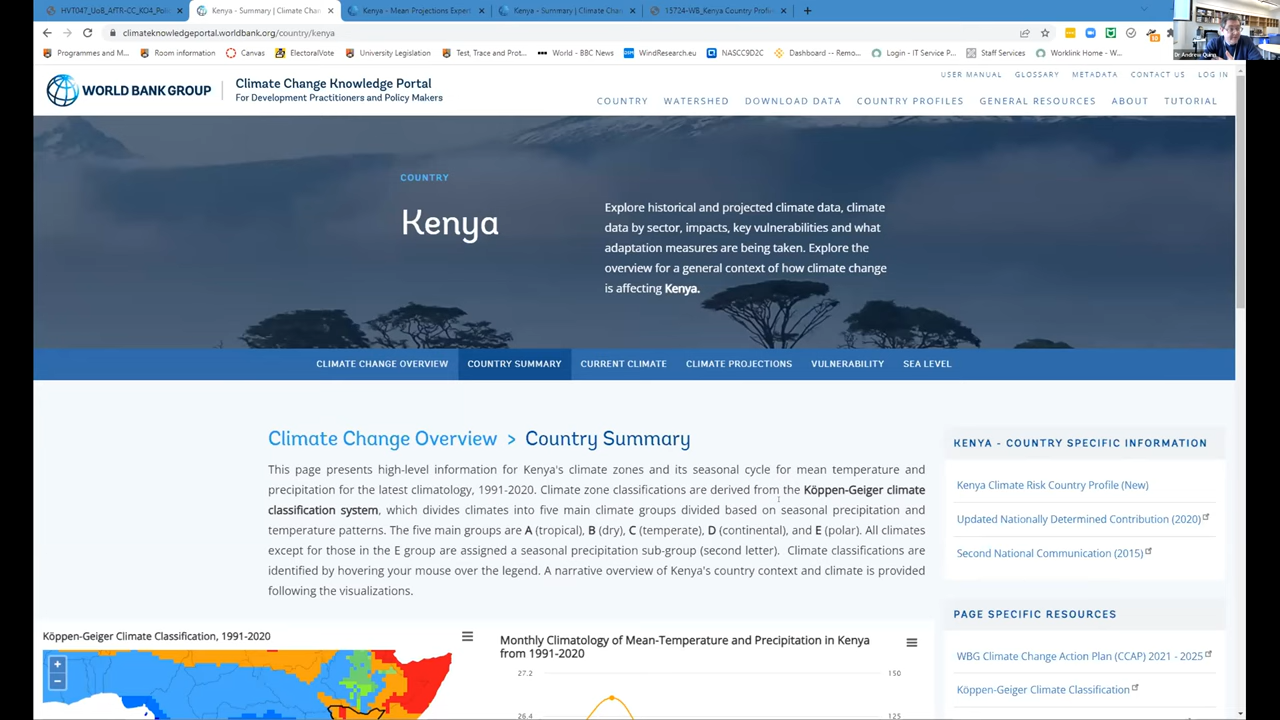 HVT047_UoB_AfTR-CC_KO4_Pol
Kenya - Summary | Climate Chan
Kenya - Mean Projections Expert
Kenya - Summary | Climate Chan
15724-WB_Kenya Country Profi
climateknowledgeportal.worldbank.org/country/kenya
Programmes and M...
Room information
Canvas
ElectoralVote
University Legislation
Test, Trace and Prot...
World - BBC News
WindResearch.eu
NASCC9D2C
Dashboard -- Remo...
Login - IT Service P...
Staff Services
Worklink Home - W...
Dr Andrew Quinn
USER MANUAL GLOSSARY METADATA CONTACT US LOG IN
WORLD BANK GROUP
Climate Change Knowledge Portal
For Development Practitioners and Policy Makers
COUNTRY WATERSHED DOWNLOAD DATA COUNTRY PROFILES GENERAL RESOURCES ABOUT TUTORIAL
COUNTRY
Kenya
Explore historical and projected climate data, climate
data by sector, impacts, key vulnerabilities and what
adaptation measures are being taken. Explore the
overview for a general context of how climate change
is affecting Kenya.
CLIMATE CHANGE OVERVIEW COUNTRY SUMMARY CURRENT CLIMATE CLIMATE PROJECTIONS VULNERABILITY SEA LEVEL
Climate Change Overview > Country Summary
This page presents high-level information for Kenya's climate zones and its seasonal cycle for mean temperature and
precipitation for the latest climatology, 1991-2020. Climate zone classifications are derived from the Köppen-Geiger climate
classification system, which divides climates into five main climate groups divided based on seasonal precipitation and
temperature patterns. The five main groups are A (tropical), B (dry), C (temperate), D (continental), and E (polar). All climates
except for those in the E group are assigned a seasonal precipitation sub-group (second letter). Climate classifications are
identified by hovering your mouse over the legend. A narrative overview of Kenya's country context and climate is provided
following the visualizations.
KENYA - COUNTRY SPECIFIC INFORMATION
Kenya Climate Risk Country Profile (New)
Updated Nationally Determined Contribution (2020)
Second National Communication (2015)
PAGE SPECIFIC RESOURCES
WBG Climate Change Action Plan (CCAP) 2021 - 2025
Köppen-Geiger Climate Classification
Köppen-Geiger Climate Classification, 1991-2020
+
−
Monthly Climatology of Mean-Temperature and Precipitation in Kenya
from 1991-2020
27.2
150
26.4
125